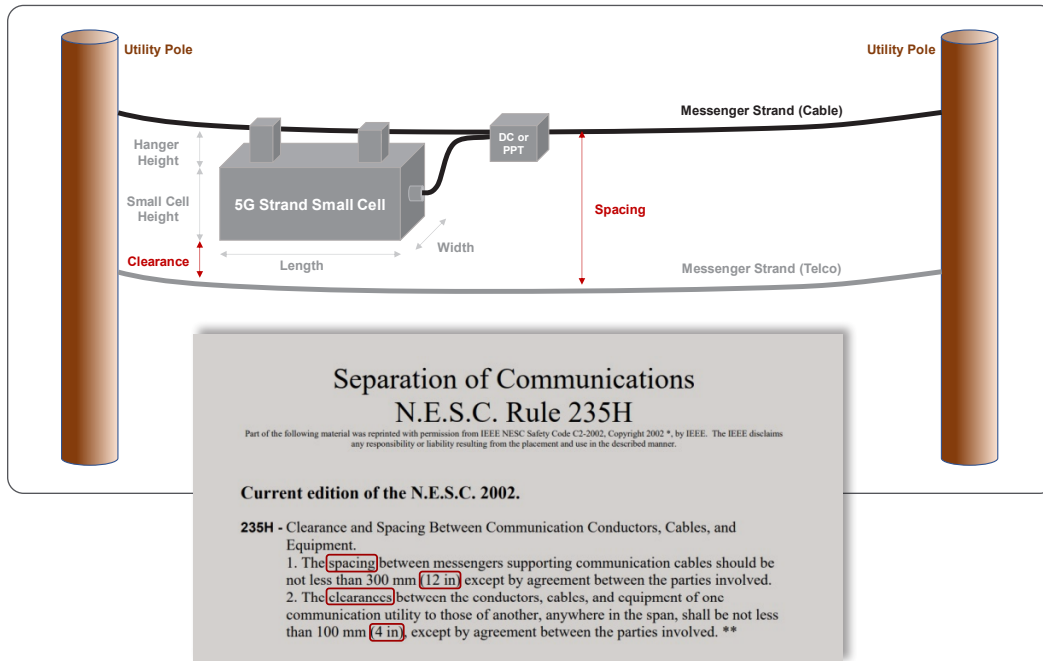 Utility Pole
Utility Pole
Messenger Strand (Cable)
DC or
PPT
Hanger
Height
5G Strand Small Cell
Small Cell
Height
Spacing
Width
Clearance
Length
Messenger Strand (Telco)
Separation of Communications
N.E.S.C. Rule 235H
Part of the following material was reprinted with permission from IEEE NESC Safety Code C2-2002, Copyright 2002 *, by IEEE. The IEEE disclaims
any responsibility or liability resulting from the placement and use in the described manner.
Current edition of the N.E.S.C. 2002.
235H - Clearance and Spacing Between Communication Conductors, Cables, and
Equipment.
1. The spacing between messengers supporting communication cables should be
not less than 300 mm (12 in) except by agreement between the parties involved.
2. The clearances between the conductors, cables, and equipment of one
communication utility to those of another, anywhere in the span, shall be not less
than 100 mm (4 in), except by agreement between the parties involved. **